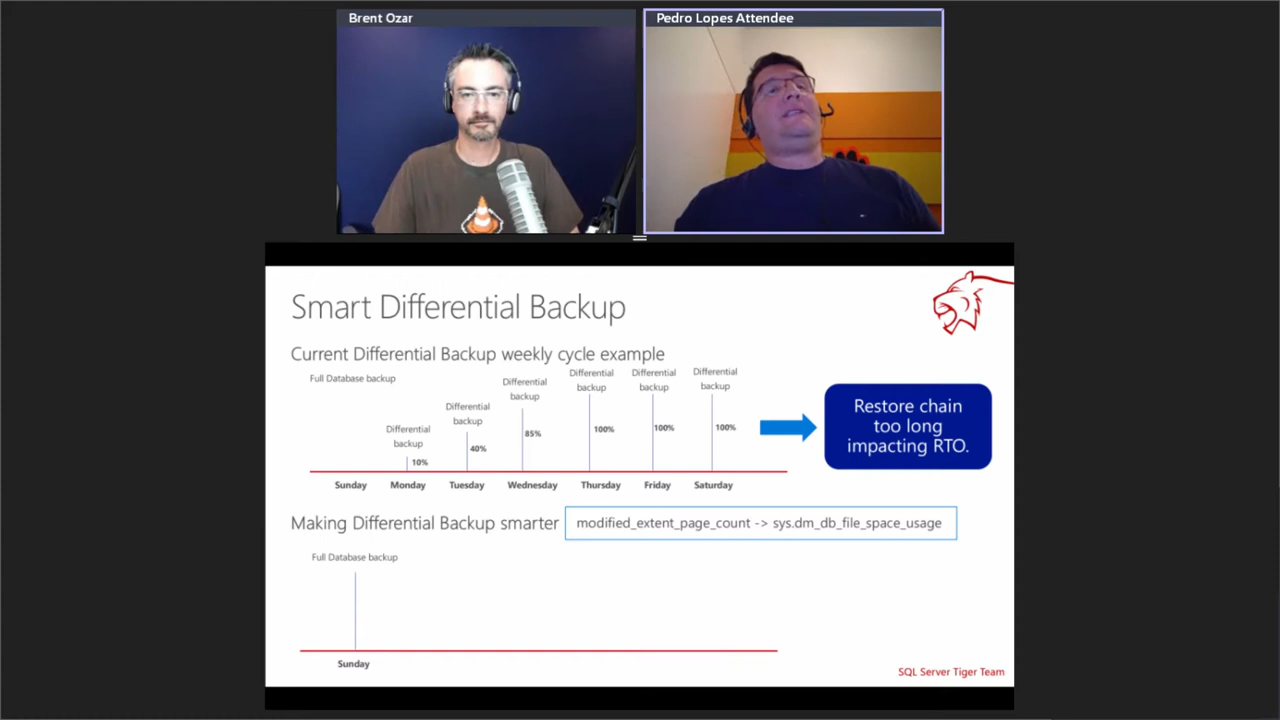 Brent Ozar
Pedro Lopes Attendee
Smart Differential Backup
Current Differential Backup weekly cycle example
Full Database backup
Differential
backup
10%
Differential
backup
40%
Differential
backup
85%
Differential
backup
100%
Differential
backup
100%
Differential
backup
100%
Sunday Monday Tuesday Wednesday Thursday Friday Saturday
Restore chain
too long
impacting RTO.
Making Differential Backup smarter
modified_extent_page_count -> sys.dm_db_file_space_usage
Full Database backup
Sunday
SQL Server Tiger Team